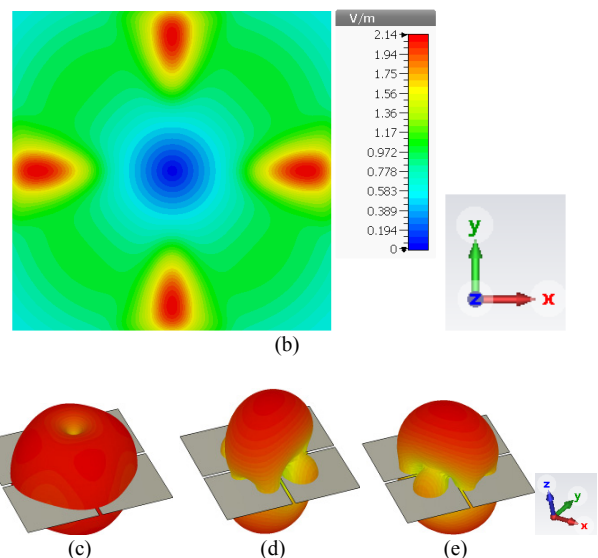 V/m
2.14
1.94
1.75
1.56
1.36
1.17
0.972
0.778
0.583
0.389
0.194
0
y
z
x
(b)
z
y
x
(c)
(d)
(e)